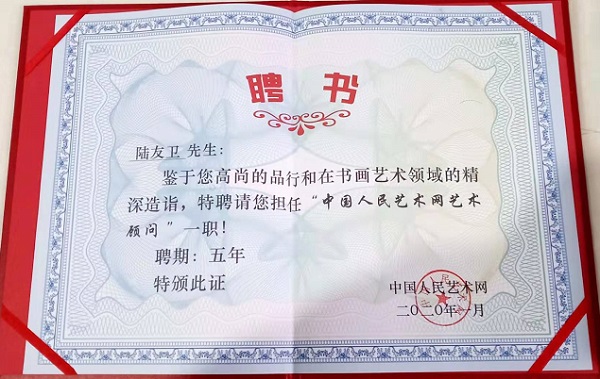 聘书
陆友卫 先生：
鉴于您高尚的品行和在书画艺术领域的精
深造诣，特聘请您担任“中国人民艺术网艺术
顾问”一职！
聘期：五年
特颁此证
中国人民艺术网
二〇二〇年一月